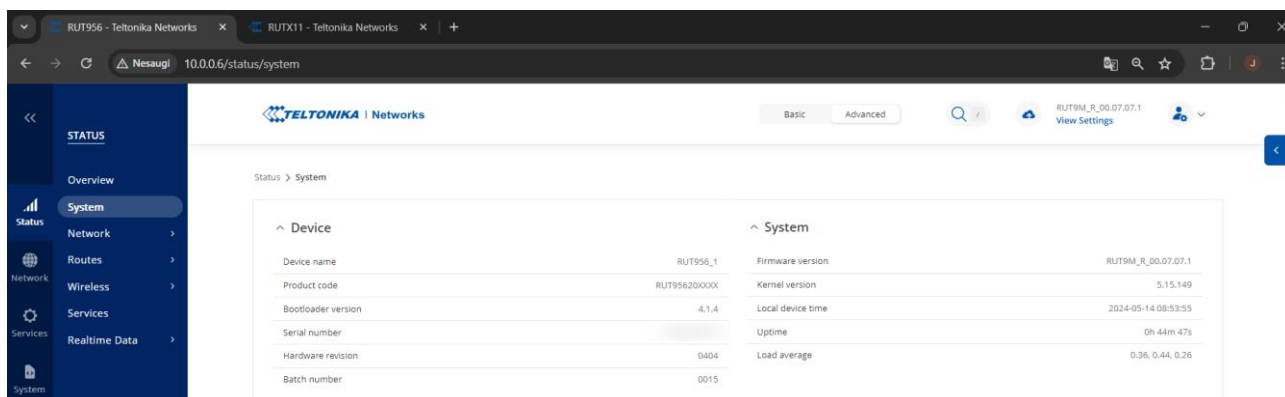 RUT956 - Teltonika Networks
RUTX11 - Teltonika Networks
Nesaugi 10.0.0.6/status/system
J
TELTONIKA | Networks
Basic Advanced
/
RUT9M_R_00.07.07.1
View Settings
STATUS
Overview
System
Network
Routes
Wireless
Services
Realtime Data
Status
Network
Services
System
Status > System
Device
Device name RUT956_1
Product code RUT95620XXXX
Bootloader version 4.1.4
Serial number
Hardware revision 0404
Batch number 0015
System
Firmware version RUT9M_R_00.07.07.1
Kernel version 5.15.149
Local device time 2024-05-14 08:53:55
Uptime 0h 44m 47s
Load average 0.36, 0.44, 0.26